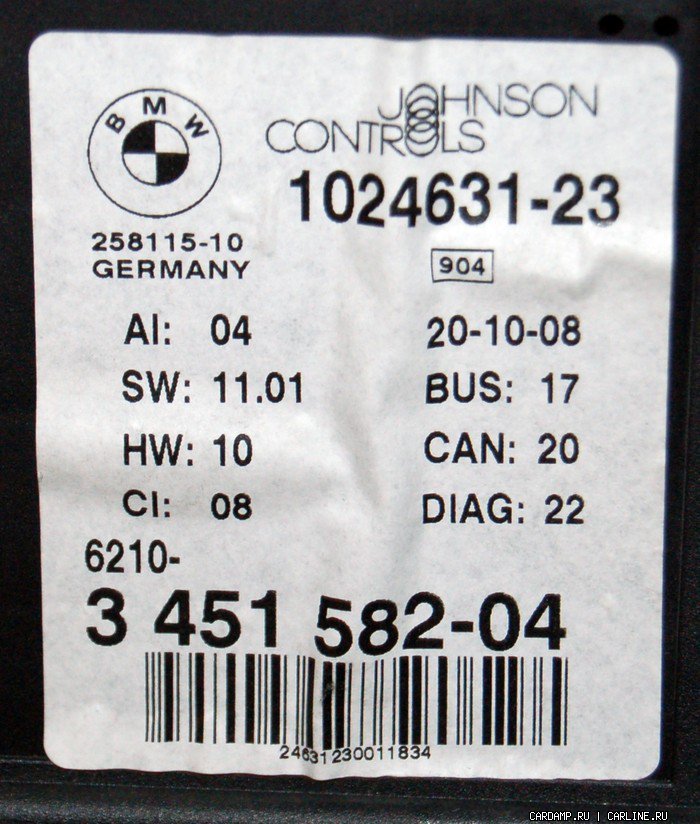 BMW
JOHNSON
CONTROLS
1024631-23
258115-10
GERMANY
904
AI: 04 20-10-08
SW: 11.01 BUS: 17
HW: 10 CAN: 20
CI: 08 DIAG: 22
6210-
3 451 582-04
24631230011834
CARDAMP.RU | CARLINE.RU